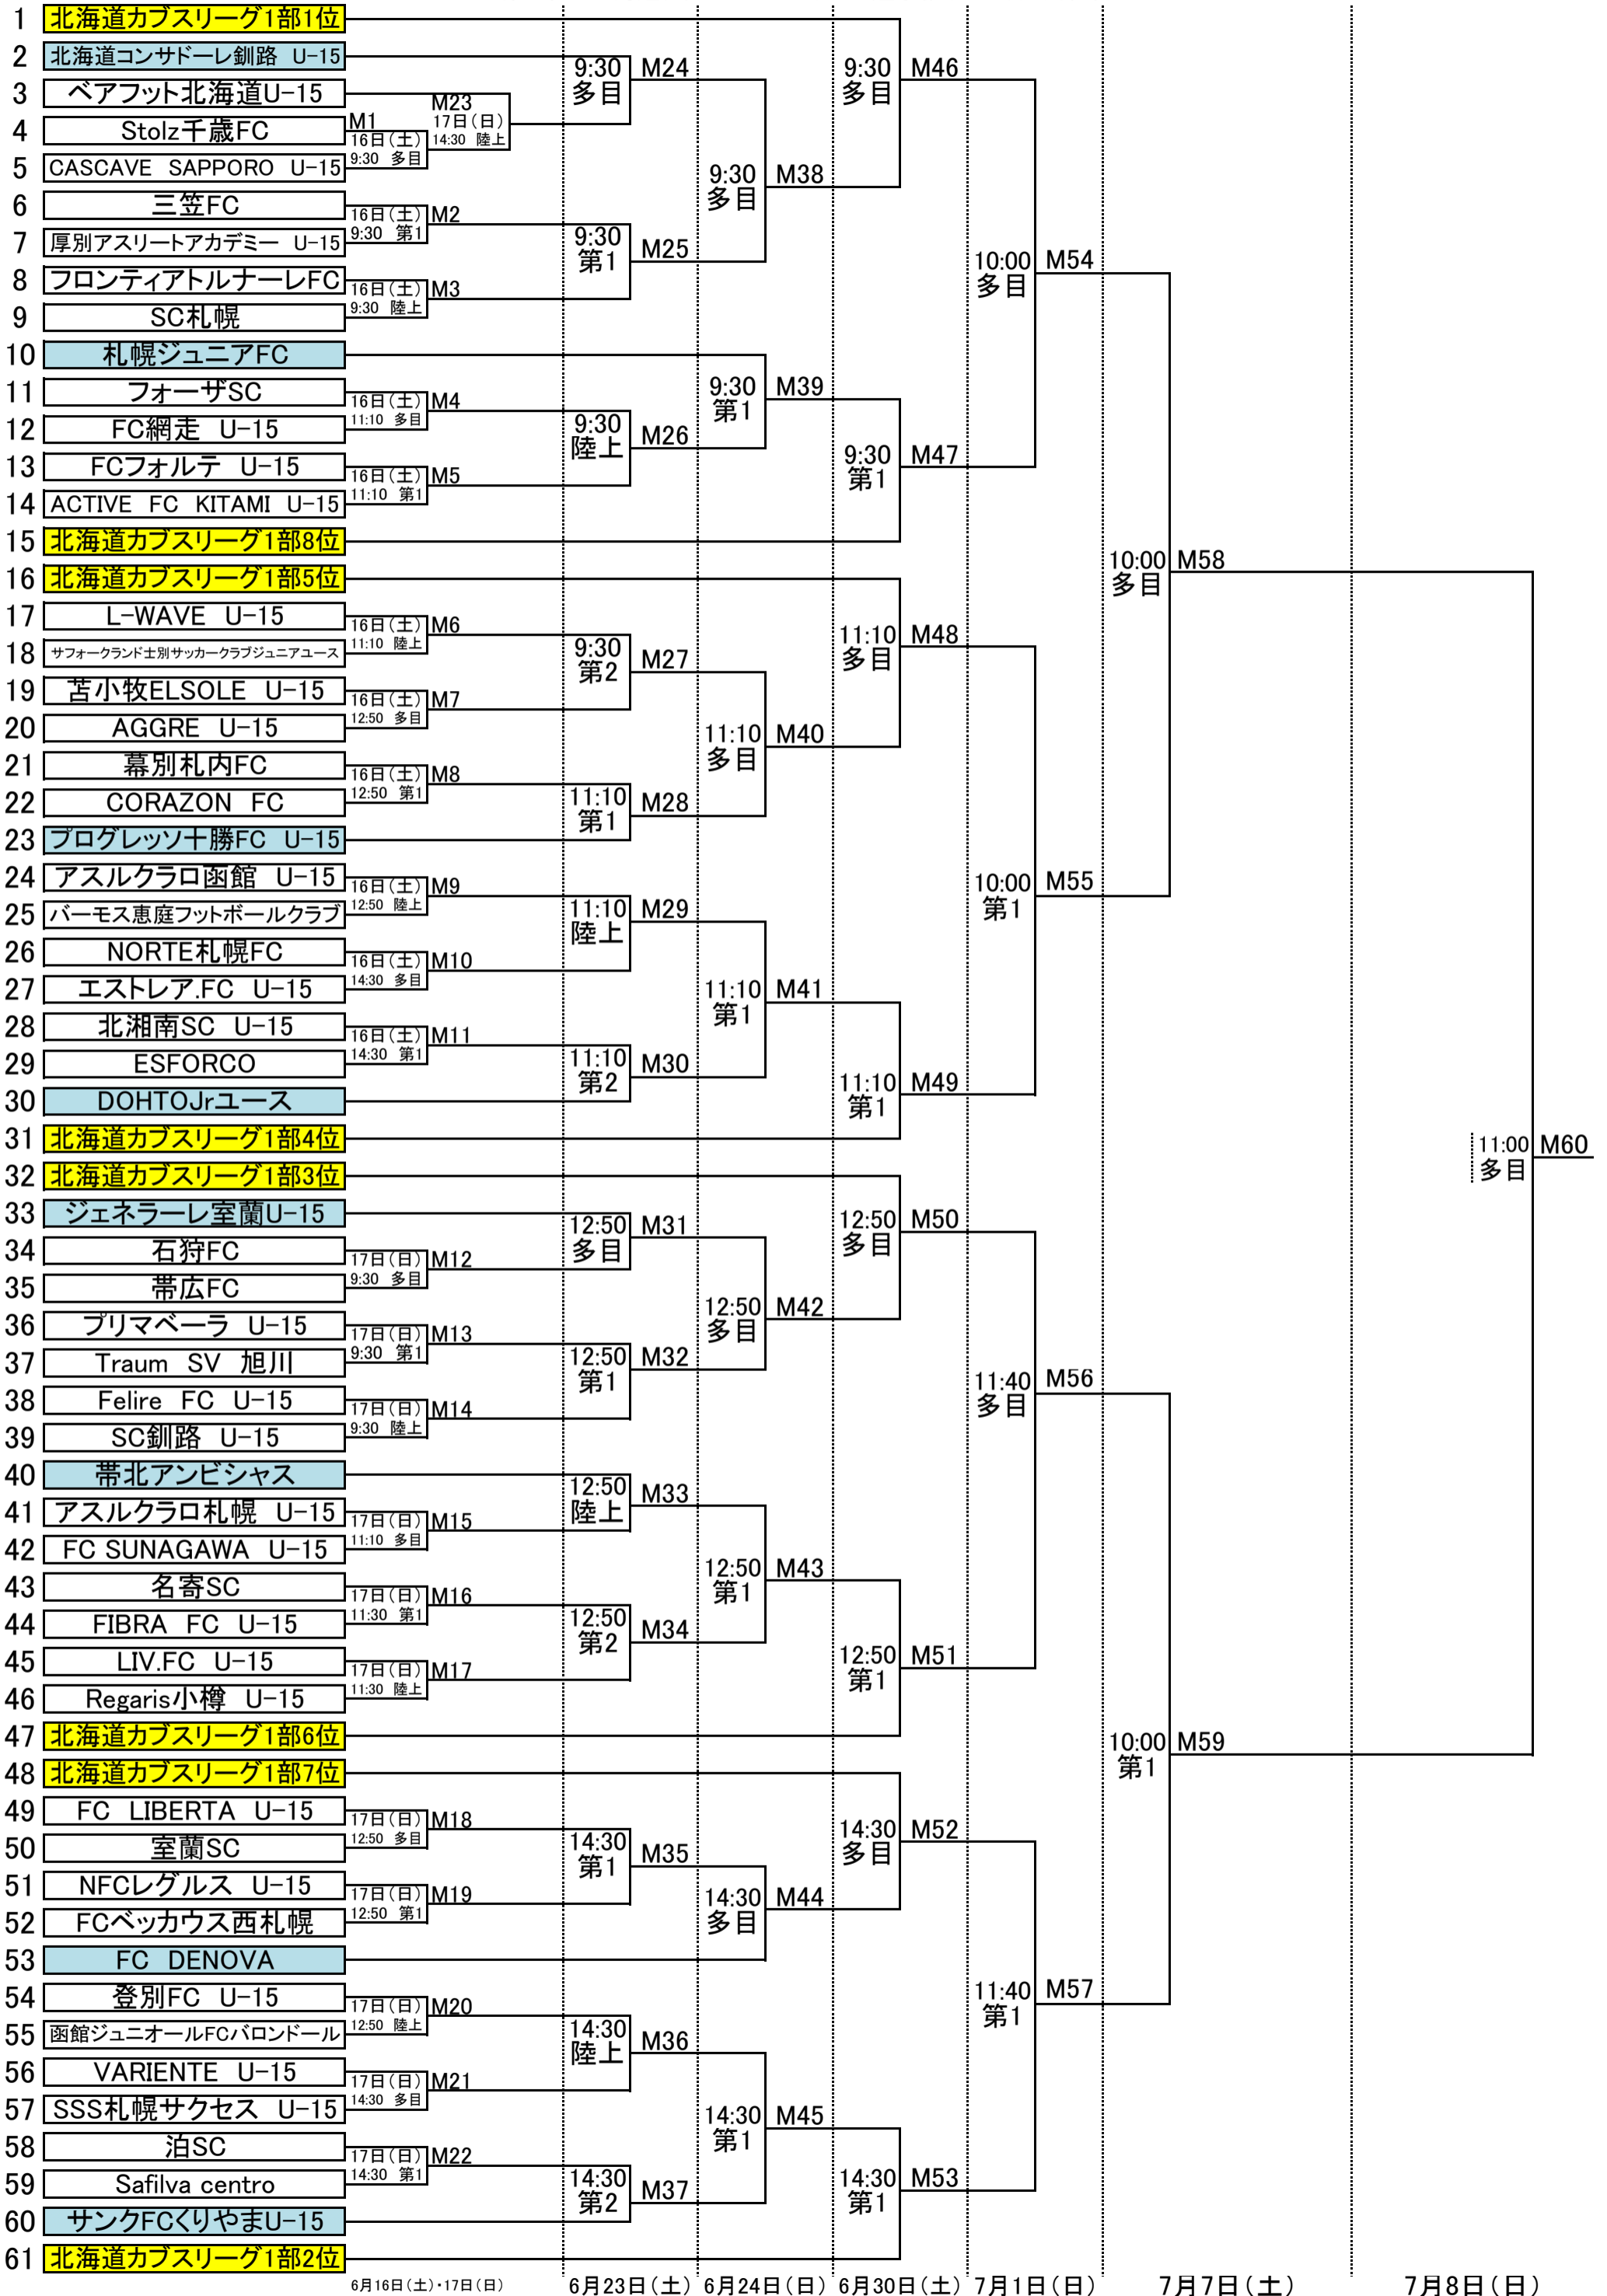 1 北海道カブスリーグ1部1位
2 北海道コンサドーレ釧路 U-15
3 ベアフット北海道U-15
4 Stolz千歳FC
5 CASCAVE SAPPORO U-15
6 三笠FC
7 厚別アスリートアカデミー U-15
8 フロンティアトルナーレFC
9 SC札幌
10 札幌ジュニアFC
11 フォーザSC
12 FC網走 U-15
13 FCフォルテ U-15
14 ACTIVE FC KITAMI U-15
15 北海道カブスリーグ1部8位
16 北海道カブスリーグ1部5位
17 L-WAVE U-15
18 サフォークランド士別サッカークラブジュニアユース
19 苫小牧ELSOLE U-15
20 AGGRE U-15
21 幕別札内FC
22 CORAZON FC
23 プログレッソ十勝FC U-15
24 アスルクラロ函館 U-15
25 バーモス恵庭フットボールクラブ
26 NORTE札幌FC
27 エストレア.FC U-15
28 北湘南SC U-15
29 ESFORCO
30 DOHTOJrユース
31 北海道カブスリーグ1部4位
32 北海道カブスリーグ1部3位
33 ジェネラーレ室蘭U-15
34 石狩FC
35 帯広FC
36 プリマベーラ U-15
37 Traum SV 旭川
38 Felire FC U-15
39 SC釧路 U-15
40 帯北アンビシャス
41 アスルクラロ札幌 U-15
42 FC SUNAGAWA U-15
43 名寄SC
44 FIBRA FC U-15
45 LIV.FC U-15
46 Regaris小樽 U-15
47 北海道カブスリーグ1部6位
48 北海道カブスリーグ1部7位
49 FC LIBERTA U-15
50 室蘭SC
51 NFCレグルス U-15
52 FCベッカウス西札幌
53 FC DENOVA
54 登別FC U-15
55 函館ジュニオールFCバロンドール
56 VARIENTE U-15
57 SSS札幌サクセス U-15
58 泊SC
59 Safilva centro
60 サンクFCくりやまU-15
61 北海道カブスリーグ1部2位
M1
16日(土)
9:30 多目
M23
17日(日)
14:30 陸上
16日(土) M2
9:30 第1
16日(土) M3
9:30 陸上
16日(土) M4
11:10 多目
16日(土) M5
11:10 第1
16日(土) M6
11:10 陸上
16日(土) M7
12:50 多目
16日(土) M8
12:50 第1
16日(土) M9
12:50 陸上
16日(土) M10
14:30 多目
16日(土) M11
14:30 第1
17日(日) M12
9:30 多目
17日(日) M13
9:30 第1
17日(日) M14
9:30 陸上
17日(日) M15
11:10 多目
17日(日) M16
11:30 第1
17日(日) M17
11:30 陸上
17日(日) M18
12:50 多目
17日(日) M19
12:50 第1
17日(日) M20
12:50 陸上
17日(日) M21
14:30 多目
17日(日) M22
14:30 第1
9:30 M24
多目
9:30 M25
第1
9:30 M26
陸上
9:30 M27
第2
11:10 M28
第1
11:10 M29
陸上
11:10 M30
第2
12:50 M31
多目
12:50 M32
第1
12:50 M33
陸上
12:50 M34
第2
14:30 M35
第1
14:30 M36
陸上
14:30 M37
第2
9:30 M38
多目
9:30 M39
第1
11:10 M40
多目
11:10 M41
第1
12:50 M42
多目
12:50 M43
第1
14:30 M44
多目
14:30 M45
第1
9:30 M46
多目
9:30 M47
第1
11:10 M48
多目
11:10 M49
第1
12:50 M50
多目
12:50 M51
第1
14:30 M52
多目
14:30 M53
第1
10:00 M54
多目
10:00 M55
第1
11:40 M56
多目
11:40 M57
第1
10:00 M58
多目
10:00 M59
第1
11:00 M60
多目
6月16日(土)・17日(日) 6月23日(土) 6月24日(日) 6月30日(土) 7月1日(日) 7月7日(土) 7月8日(日)